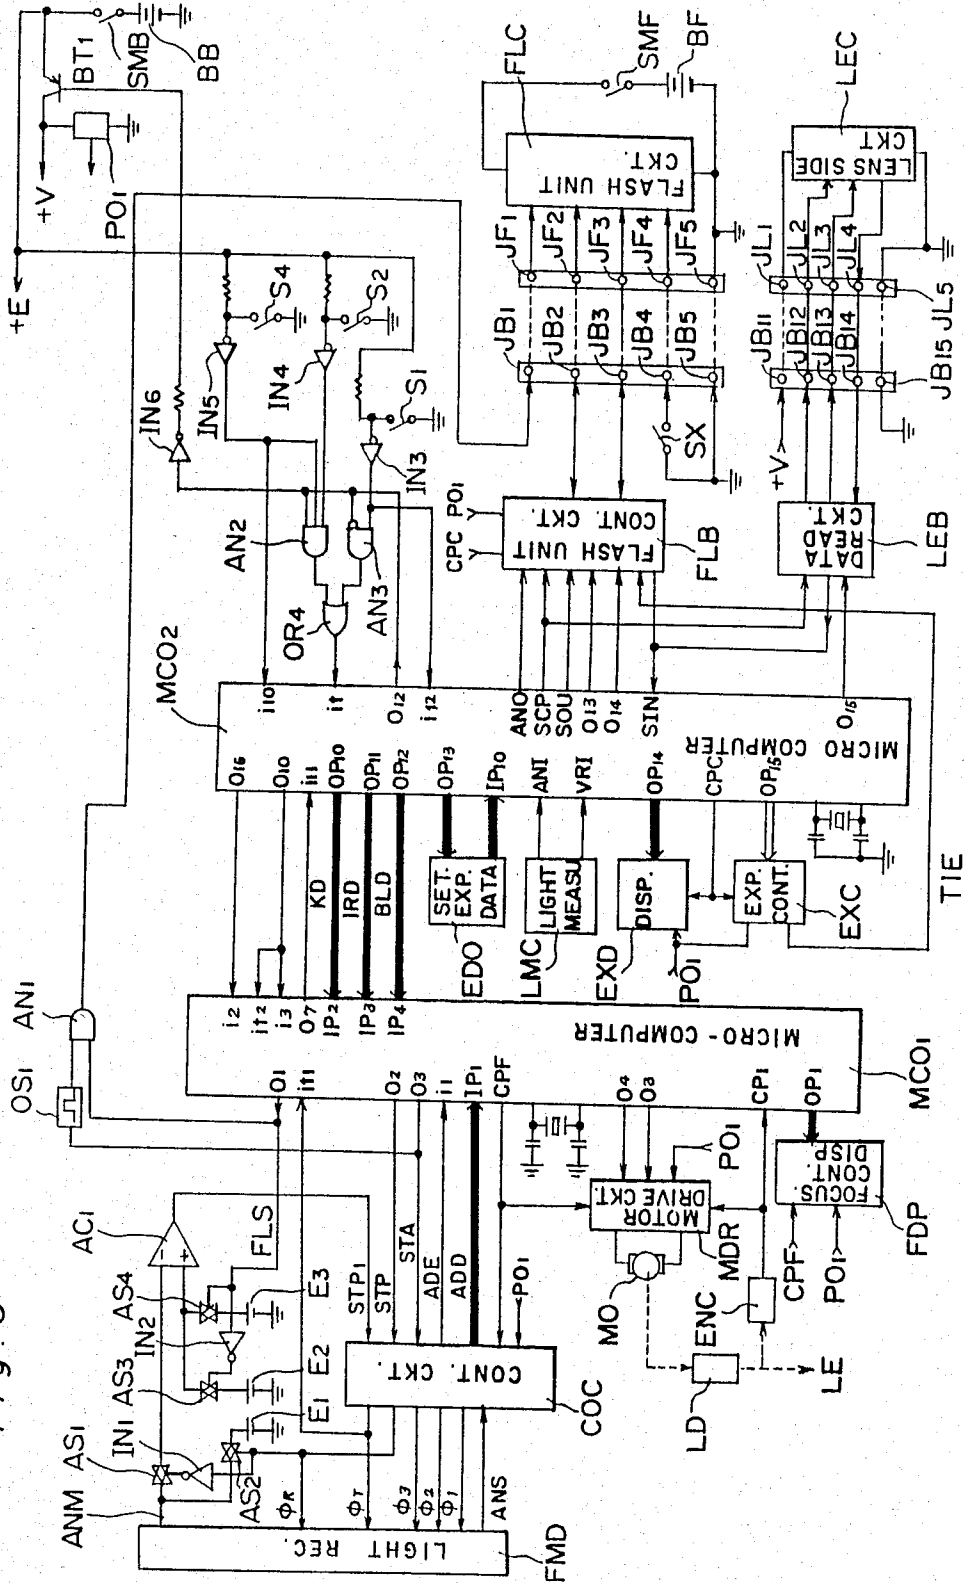 Fig. 8
ANM
AS1
IN1
AS2
AS3
IN2
AS4
AC1
E1
E2
E3
FLS
OS1
AN1
LIGHT REC.
FMD
ΦR
ΦT
Φ3
Φ2
Φ1
ANS
CONT. CKT.
COC
STP1
STP
STA
ADE
ADD
PO1
O1
it1
O2
O3
i1
IP1
CPF
O4
O3
CP1
OP1
MICRO-COMPUTER
MCO1
i2
it2
i3
O7
IP2
IP3
IP4
MO
MOTOR DRIVE CKT.
MDR
PO1
ENC
LD
LE
CPF
PO1
FOCUS. CONT. DISP.
FDP
KD
IRD
BLD
SET. EXP. DATA
EDO
LIGHT MEASU
LMC
DISP.
EXD
PO1
EXP. CONT.
EXC
TIE
MCO2
O16
O10
i11
OP10
OP11
OP12
OP13
IP10
ANI
VRI
OP14
CPC
OP15
MICRO COMPUTER
i10
it
O12
i12
ANO
SCP
SOU
O13
O14
SIN
O15
OR4
AN2
AN3
IN6
IN5
IN4
IN3
S4
S2
S1
+E
+V
PO1
BT1
SMB
BB
CPC
PO1
FLASH UNIT CONT. CKT.
FLB
SX
JB1
JB2
JB3
JB4
JB5
JF1
JF2
JF3
JF4
JF5
FLASH UNIT CKT.
FLC
SMF
BF
DATA READ CKT.
LEB
+V
JB11
JB12
JB13
JB14
JB15
JL1
JL2
JL3
JL4
JL5
LENS SIDE CKT
LEC